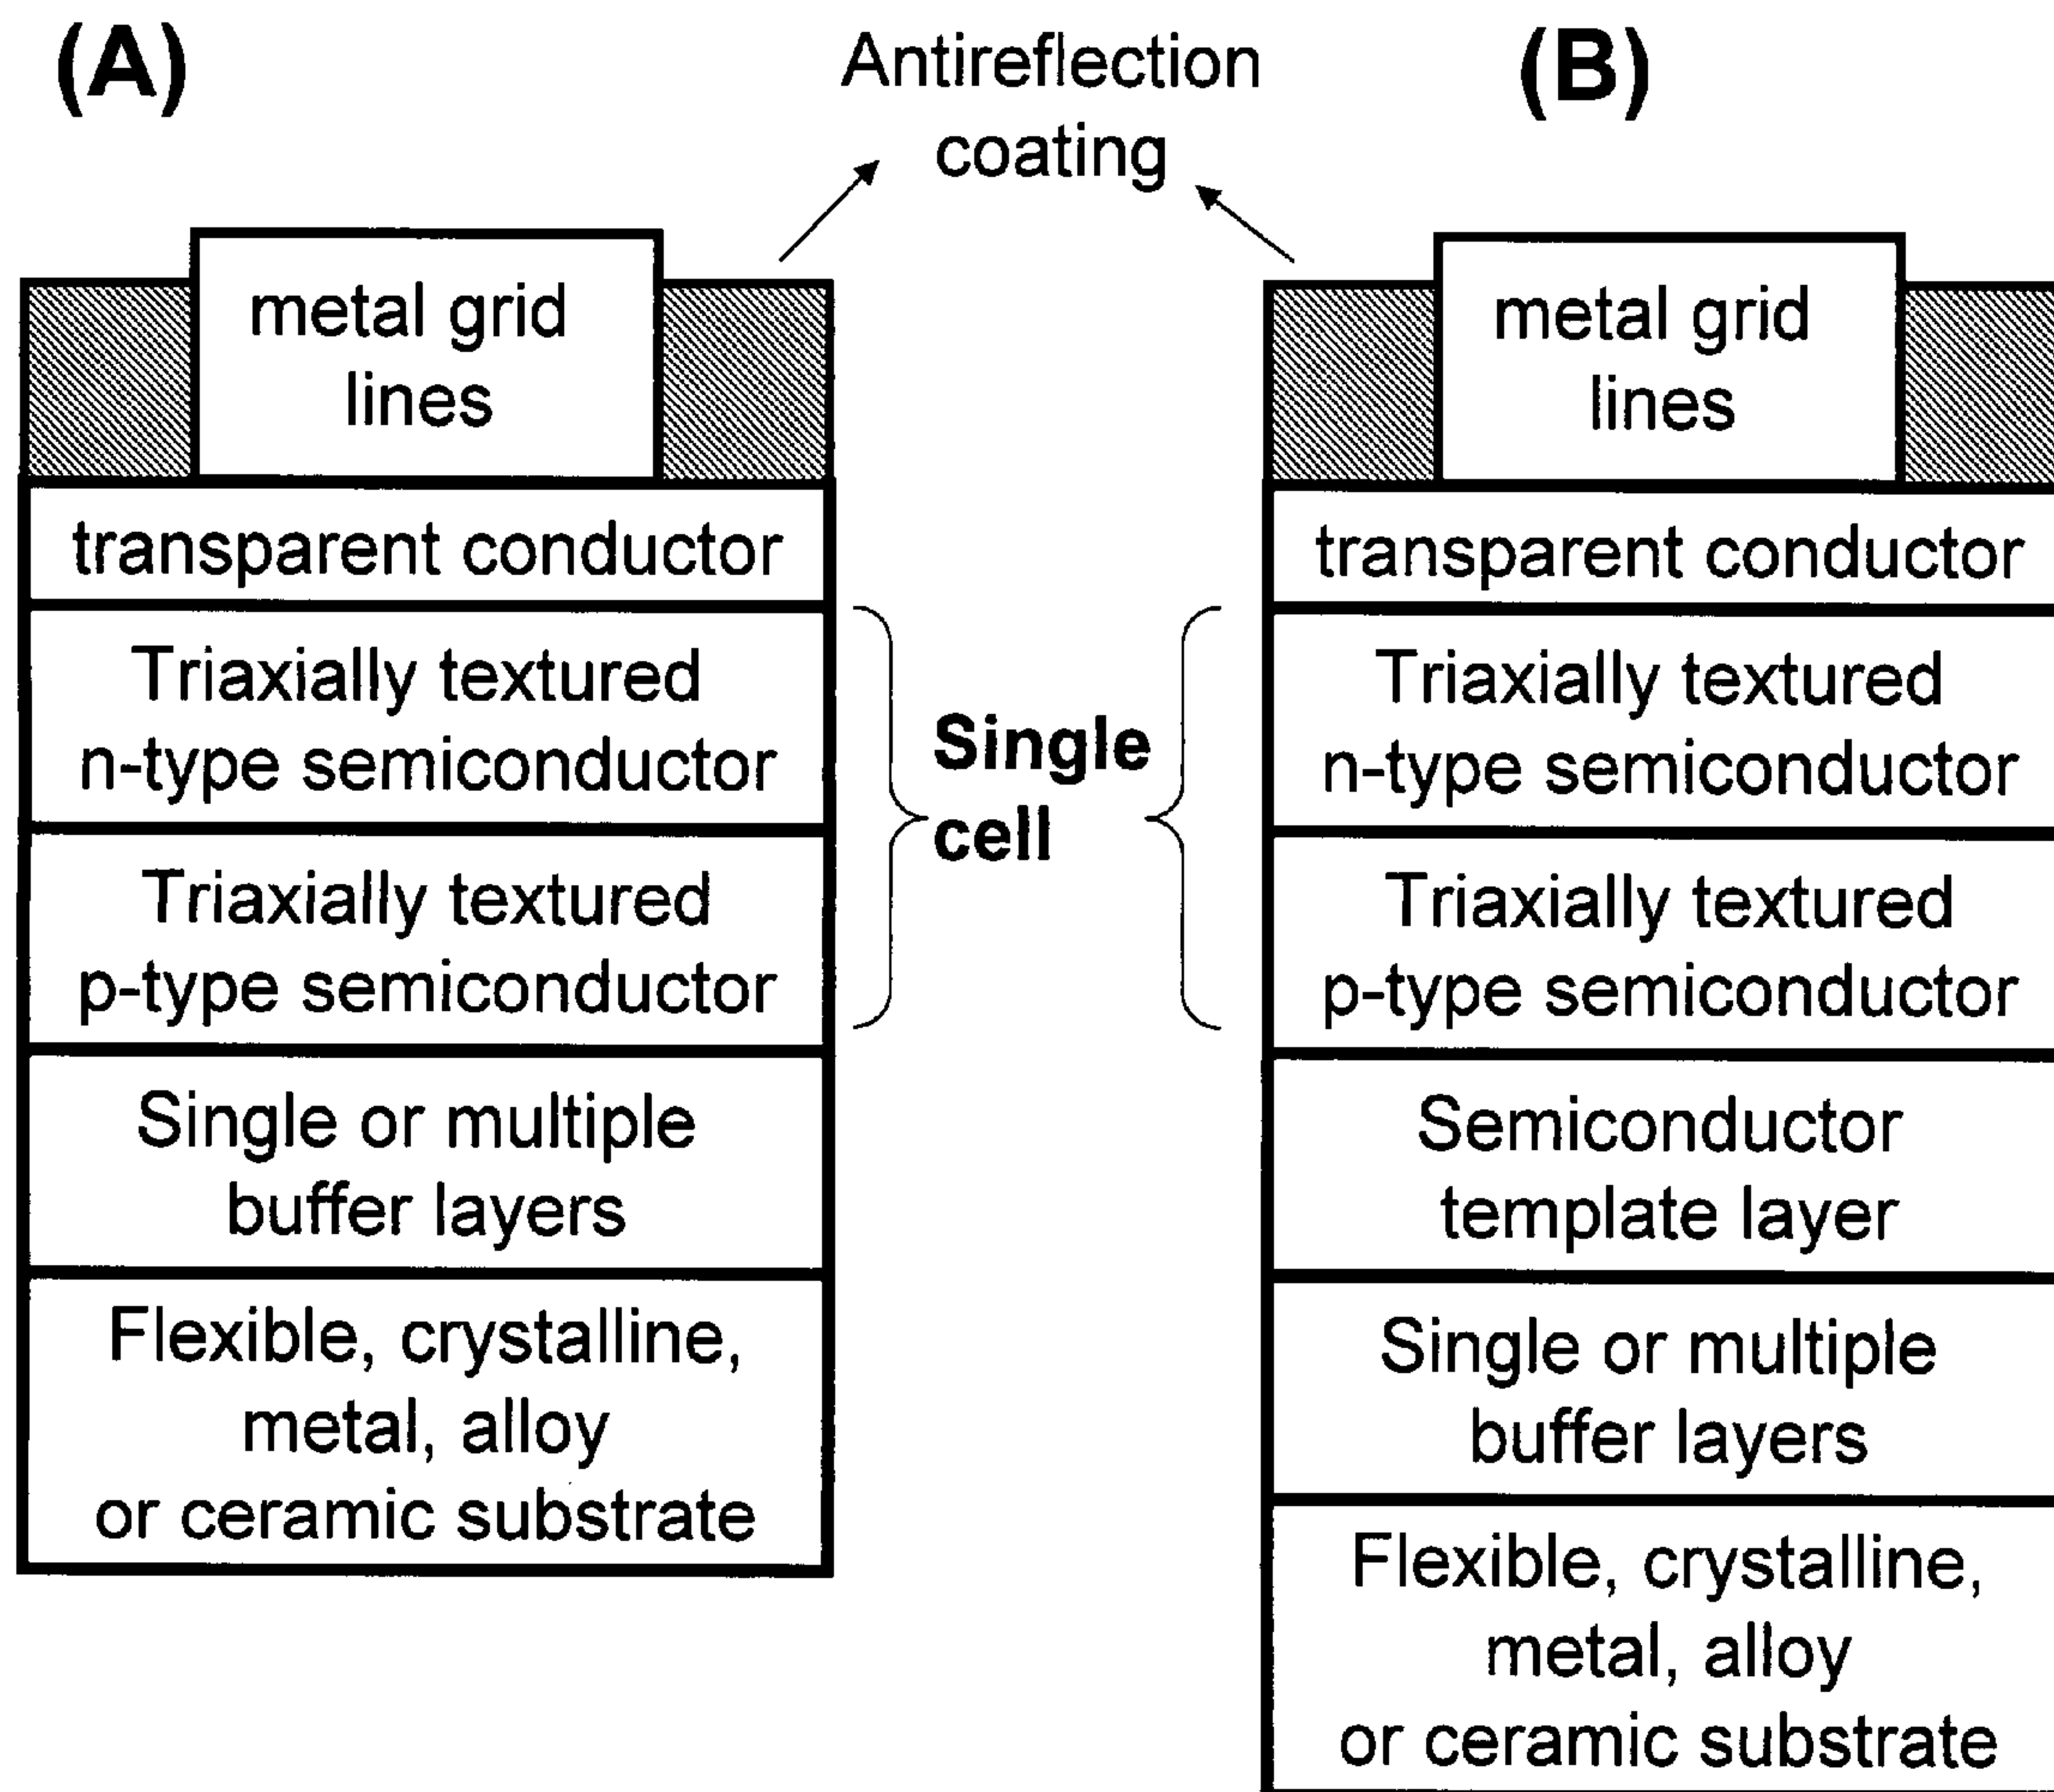 (A)
Antireflection
coating
(B)
metal grid
lines
transparent conductor
Triaxially textured
n-type semiconductor
Triaxially textured
p-type semiconductor
Single or multiple
buffer layers
Flexible, crystalline,
metal, alloy
or ceramic substrate
Single
cell
metal grid
lines
transparent conductor
Triaxially textured
n-type semiconductor
Triaxially textured
p-type semiconductor
Semiconductor
template layer
Single or multiple
buffer layers
Flexible, crystalline,
metal, alloy
or ceramic substrate